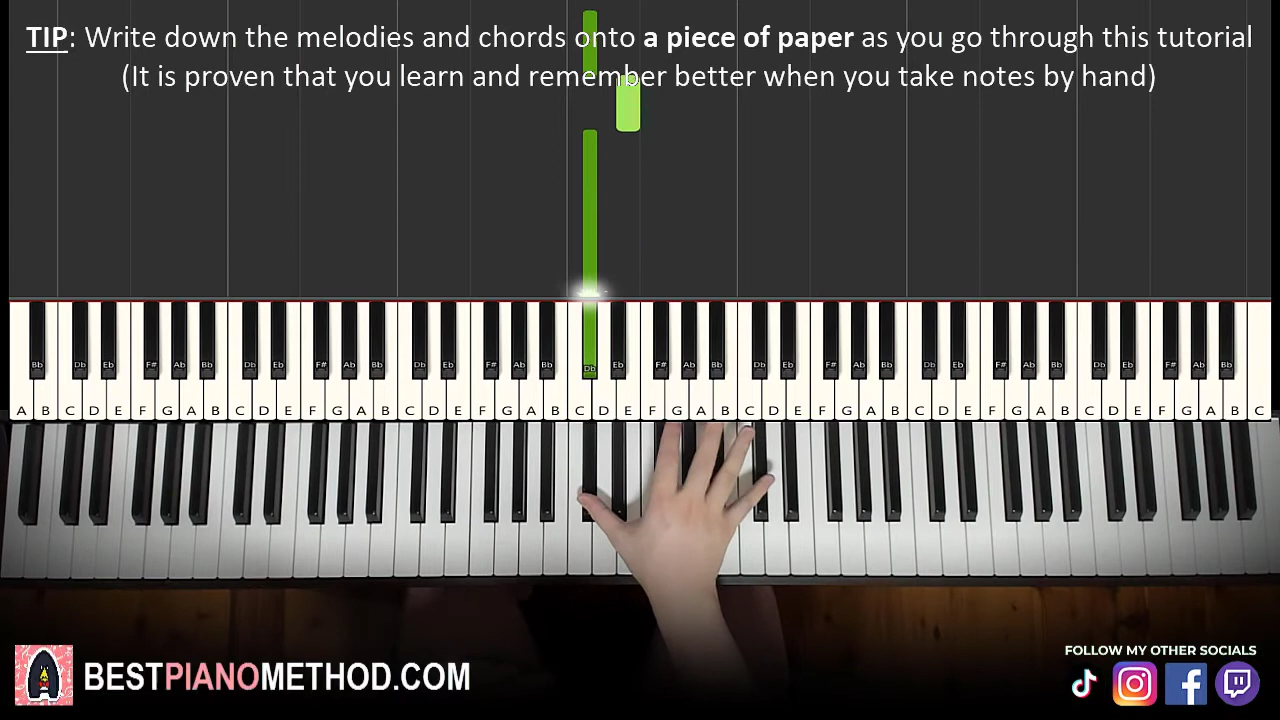 TIP: Write down the melodies and chords onto a piece of paper as you go through this tutorial
(It is proven that you learn and remember better when you take notes by hand)
Bb Db Eb F# Ab Bb Db Eb F# Ab Bb Db Eb F# Ab Bb Db Eb F# Ab Bb Db Eb F# Ab Bb Db Eb F# Ab Bb Db Eb F# Ab Bb
A B C D E F G A B C D E F G A B C D E F G A B C D E F G A B C D E F G A B C D E F G A B C D E F G A B C
FOLLOW MY OTHER SOCIALS
BESTPIANOMETHOD.COM